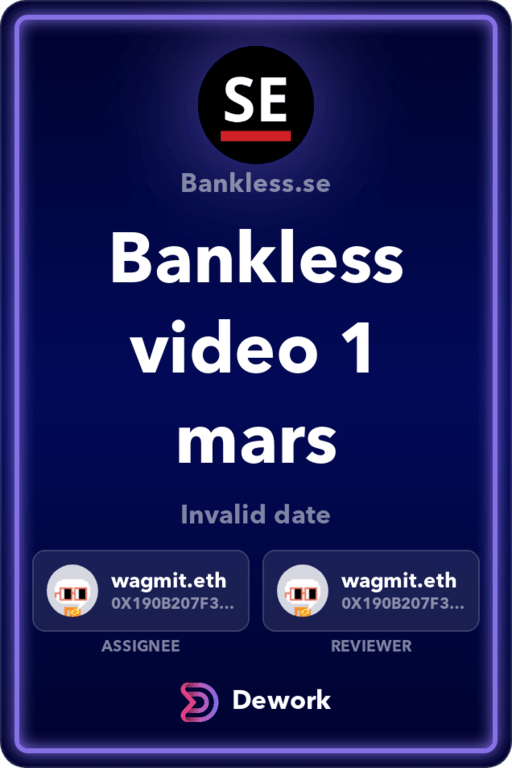 SE
Bankless.se
Bankless
video 1
mars
Invalid date
wagmit.eth
0X190B207F3...
ASSIGNEE
wagmit.eth
0X190B207F3...
REVIEWER
Dework